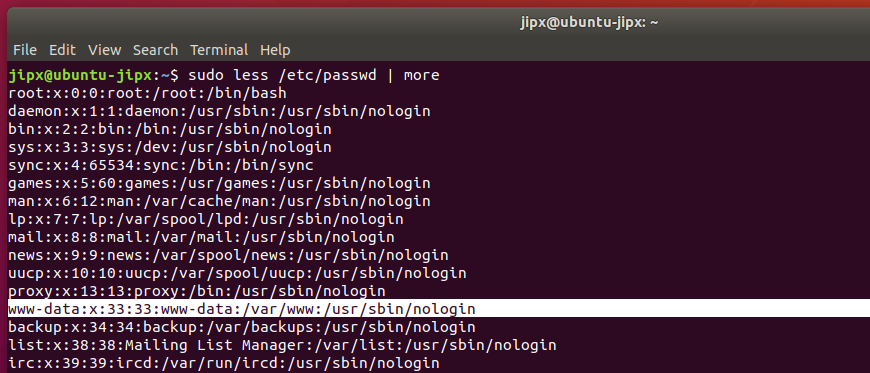 jipx@ubuntu-jipx: ~
File Edit View Search Terminal Help
jipx@ubuntu-jipx:~$ sudo less /etc/passwd | more
root:x:0:0:root:/root:/bin/bash
daemon:x:1:1:daemon:/usr/sbin:/usr/sbin/nologin
bin:x:2:2:bin:/bin:/usr/sbin/nologin
sys:x:3:3:sys:/dev:/usr/sbin/nologin
sync:x:4:65534:sync:/bin:/bin/sync
games:x:5:60:games:/usr/games:/usr/sbin/nologin
man:x:6:12:man:/var/cache/man:/usr/sbin/nologin
lp:x:7:7:lp:/var/spool/lpd:/usr/sbin/nologin
mail:x:8:8:mail:/var/mail:/usr/sbin/nologin
news:x:9:9:news:/var/spool/news:/usr/sbin/nologin
uucp:x:10:10:uucp:/var/spool/uucp:/usr/sbin/nologin
proxy:x:13:13:proxy:/bin:/usr/sbin/nologin
www-data:x:33:33:www-data:/var/www:/usr/sbin/nologin
backup:x:34:34:backup:/var/backups:/usr/sbin/nologin
list:x:38:38:Mailing List Manager:/var/list:/usr/sbin/nologin
irc:x:39:39:ircd:/var/run/ircd:/usr/sbin/nologin